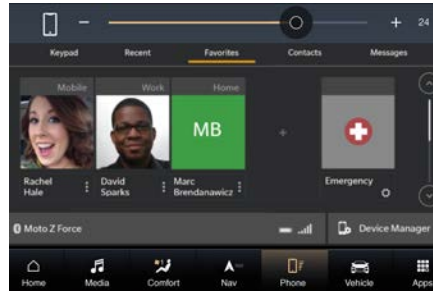 24
Keypad Recent Favorites Contacts Messages
Mobile Work Home
MB
Rachel Hale
David Sparks
Marc Brendanawicz
Emergency
Moto Z Force Device Manager
Home Media Comfort Nav Phone Vehicle Apps